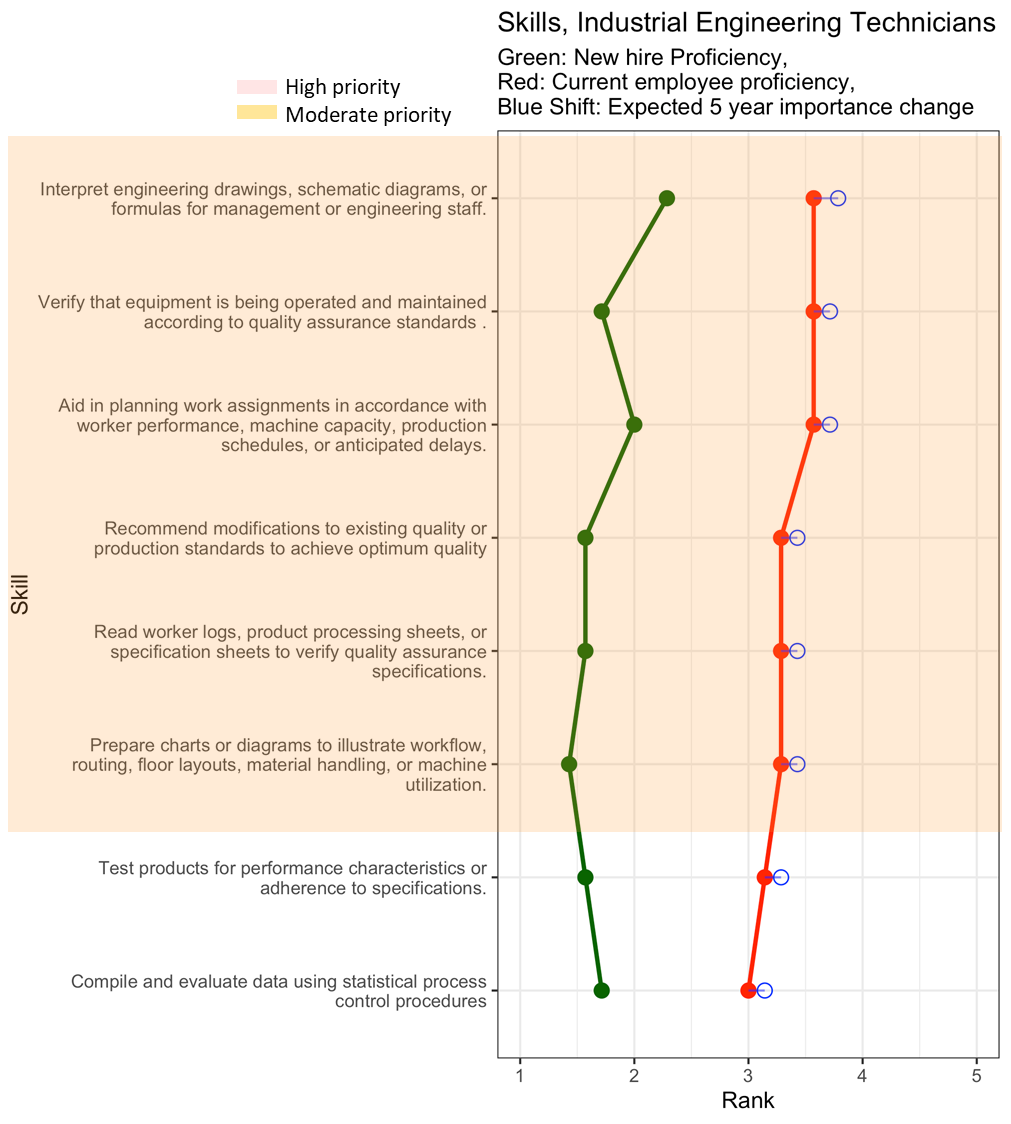 Skills, Industrial Engineering Technicians
Green: New hire Proficiency,
Red: Current employee proficiency,
Blue Shift: Expected 5 year importance change
High priority
Moderate priority
Interpret engineering drawings, schematic diagrams, or
formulas for management or engineering staff.
Verify that equipment is being operated and maintained
according to quality assurance standards .
Aid in planning work assignments in accordance with
worker performance, machine capacity, production
schedules, or anticipated delays.
Recommend modifications to existing quality or
production standards to achieve optimum quality
Skill
Read worker logs, product processing sheets, or
specification sheets to verify quality assurance
specifications.
Prepare charts or diagrams to illustrate workflow,
routing, floor layouts, material handling, or machine
utilization.
Test products for performance characteristics or
adherence to specifications.
Compile and evaluate data using statistical process
control procedures
1 2 3 4 5
Rank